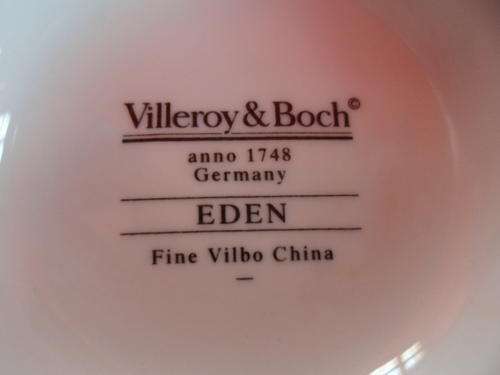 Villeroy & Boch©
anno 1748
Germany
EDEN
Fine Vilbo China
—